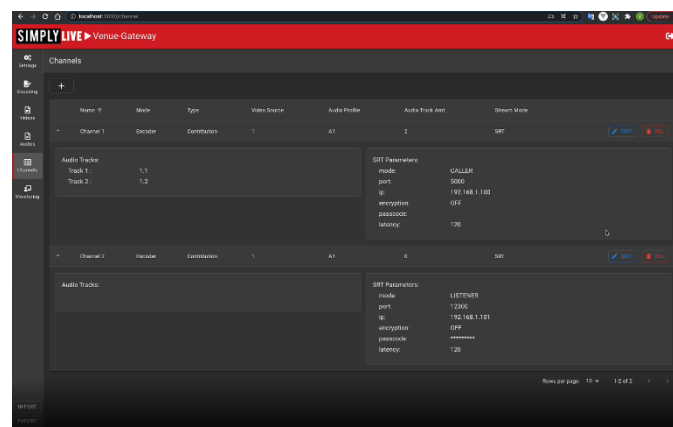 localhost:3000/channel
Update
SIMPLYLIVE Venue-Gateway
Settings
Channels
Encoding
+
Videos
Name Mode Type Video Source Audio Profile Audio Track Amt. Stream Mode
Channel 1 Encoder Contribution 1 A1 2 SRT EDIT DEL
Audios
Channels
Audio Tracks: SRT Parameters:
Track 1 : 1.1 mode: CALLER
Track 2 : 1.2 port: 5000
ip: 192.168.1.100
Monitoring
encryption: OFF
passcode:
latency: 120
Channel 2 Encoder Contribution 1 A1 0 SRT EDIT DEL
Audio Tracks: SRT Parameters:
mode: LISTENER
port: 12300
ip: 192.168.1.101
encryption: OFF
passcode: *********
latency: 120
Rows per page: 10 1-2 of 2
IMPORT
EXPORT